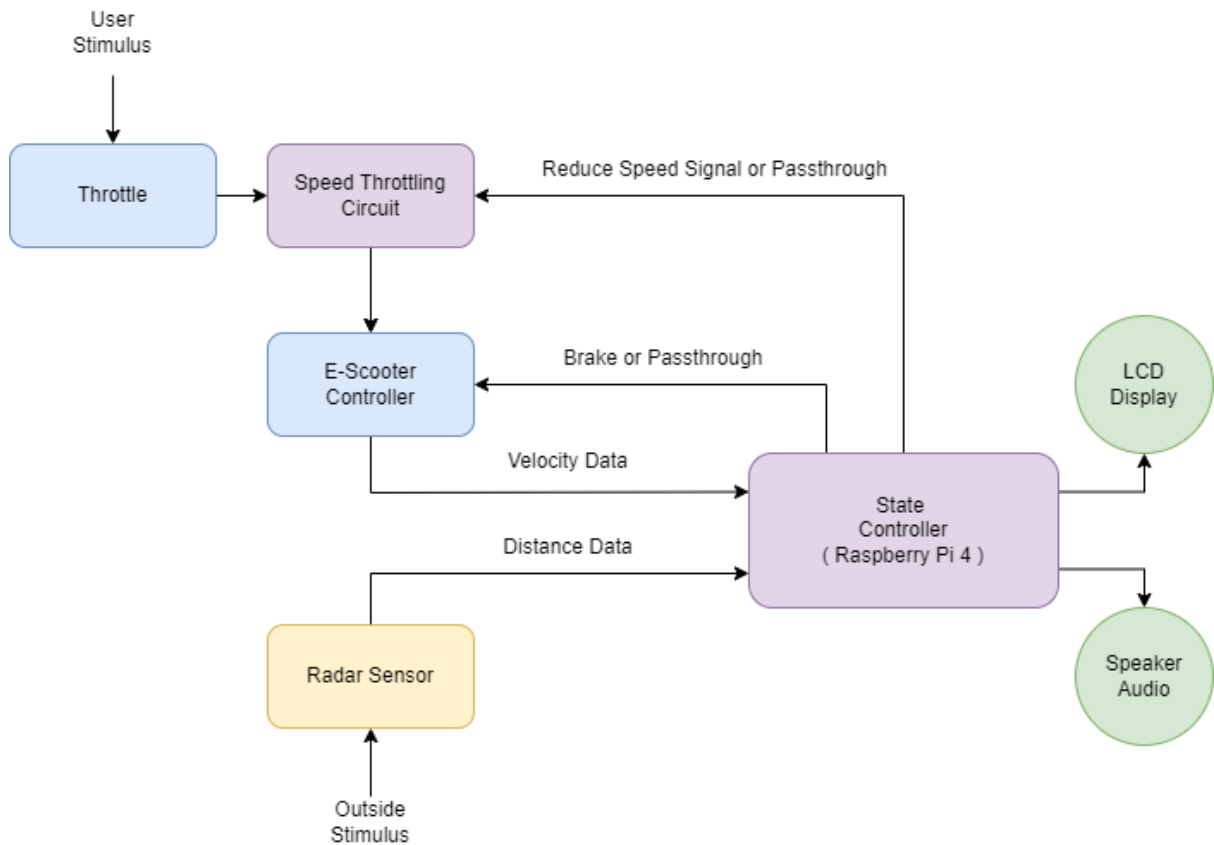 User
Stimulus
Throttle
Speed Throttling
Circuit
Reduce Speed Signal or Passthrough
E-Scooter
Controller
Brake or Passthrough
LCD
Display
Velocity Data
State
Controller
( Raspberry Pi 4 )
Distance Data
Radar Sensor
Speaker
Audio
Outside
Stimulus